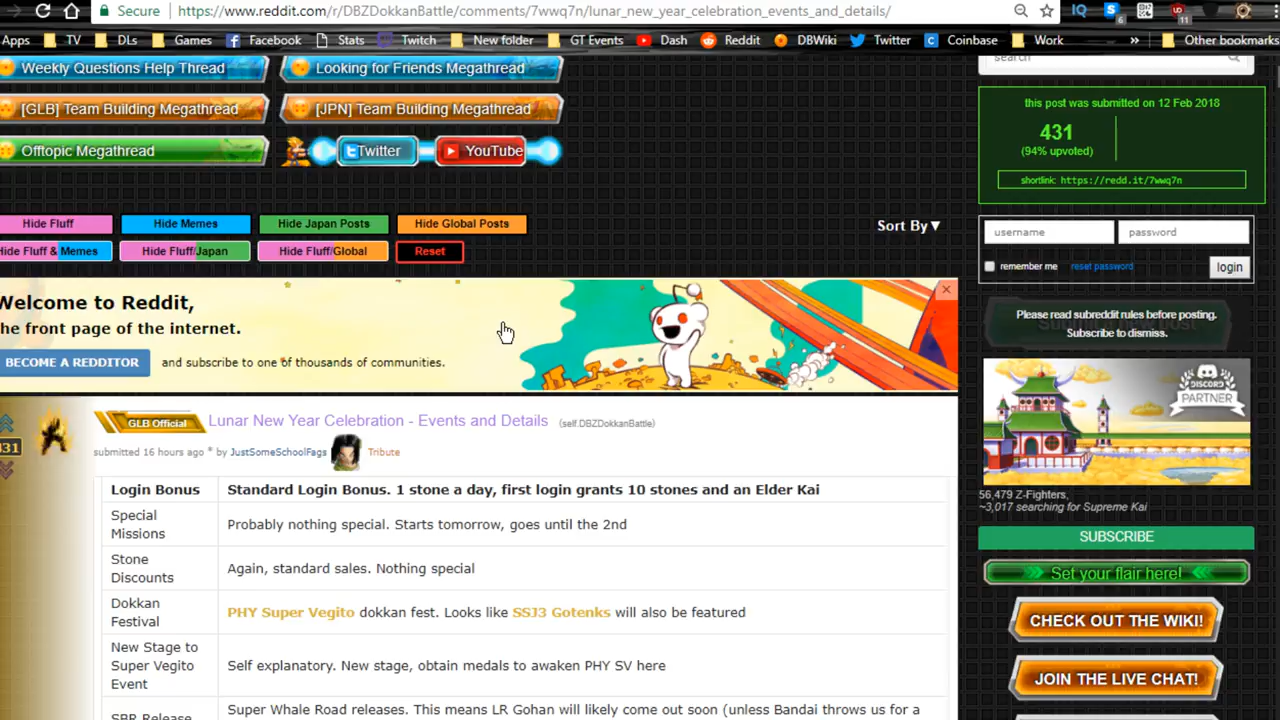 Secure https://www.reddit.com/r/DBZDokkanBattle/comments/7wwq7n/lunar_new_year_celebration_events_and_details/
Apps TV DLs Games Facebook Stats Twitch New folder GT Events Dash Reddit DBWiki Twitter Coinbase Work » Other bookmarks
Weekly Questions Help Thread Looking for Friends Megathread
[GLB] Team Building Megathread [JPN] Team Building Megathread
Offtopic Megathread Twitter YouTube
Hide Fluff Hide Memes Hide Japan Posts Hide Global Posts
Hide Fluff & Memes Hide Fluff/Japan Hide Fluff/Global Reset
Sort By▼
Welcome to Reddit,
the front page of the internet.
BECOME A REDDITOR and subscribe to one of thousands of communities.
431
GLB Official Lunar New Year Celebration - Events and Details (self.DBZDokkanBattle)
submitted 16 hours ago * by JustSomeSchoolFags Tribute
Login Bonus Standard Login Bonus. 1 stone a day, first login grants 10 stones and an Elder Kai
Special
Missions
Probably nothing special. Starts tomorrow, goes until the 2nd
Stone
Discounts
Again, standard sales. Nothing special
Dokkan
Festival
PHY Super Vegito dokkan fest. Looks like SSJ3 Gotenks will also be featured
New Stage to
Super Vegito
Event
Self explanatory. New stage, obtain medals to awaken PHY SV here
SBR Release
Super Whale Road releases. This means LR Gohan will likely come out soon (unless Bandai throws us for a
search
this post was submitted on 12 Feb 2018
431
(94% upvoted)
shortlink: https://redd.it/7wwq7n
username password
remember me reset password login
Please read subreddit rules before posting.
Subscribe to dismiss.
DISCORD
PARTNER
56,479 Z-Fighters,
~3,017 searching for Supreme Kai
SUBSCRIBE
Set your flair here!
CHECK OUT THE WIKI!
JOIN THE LIVE CHAT!